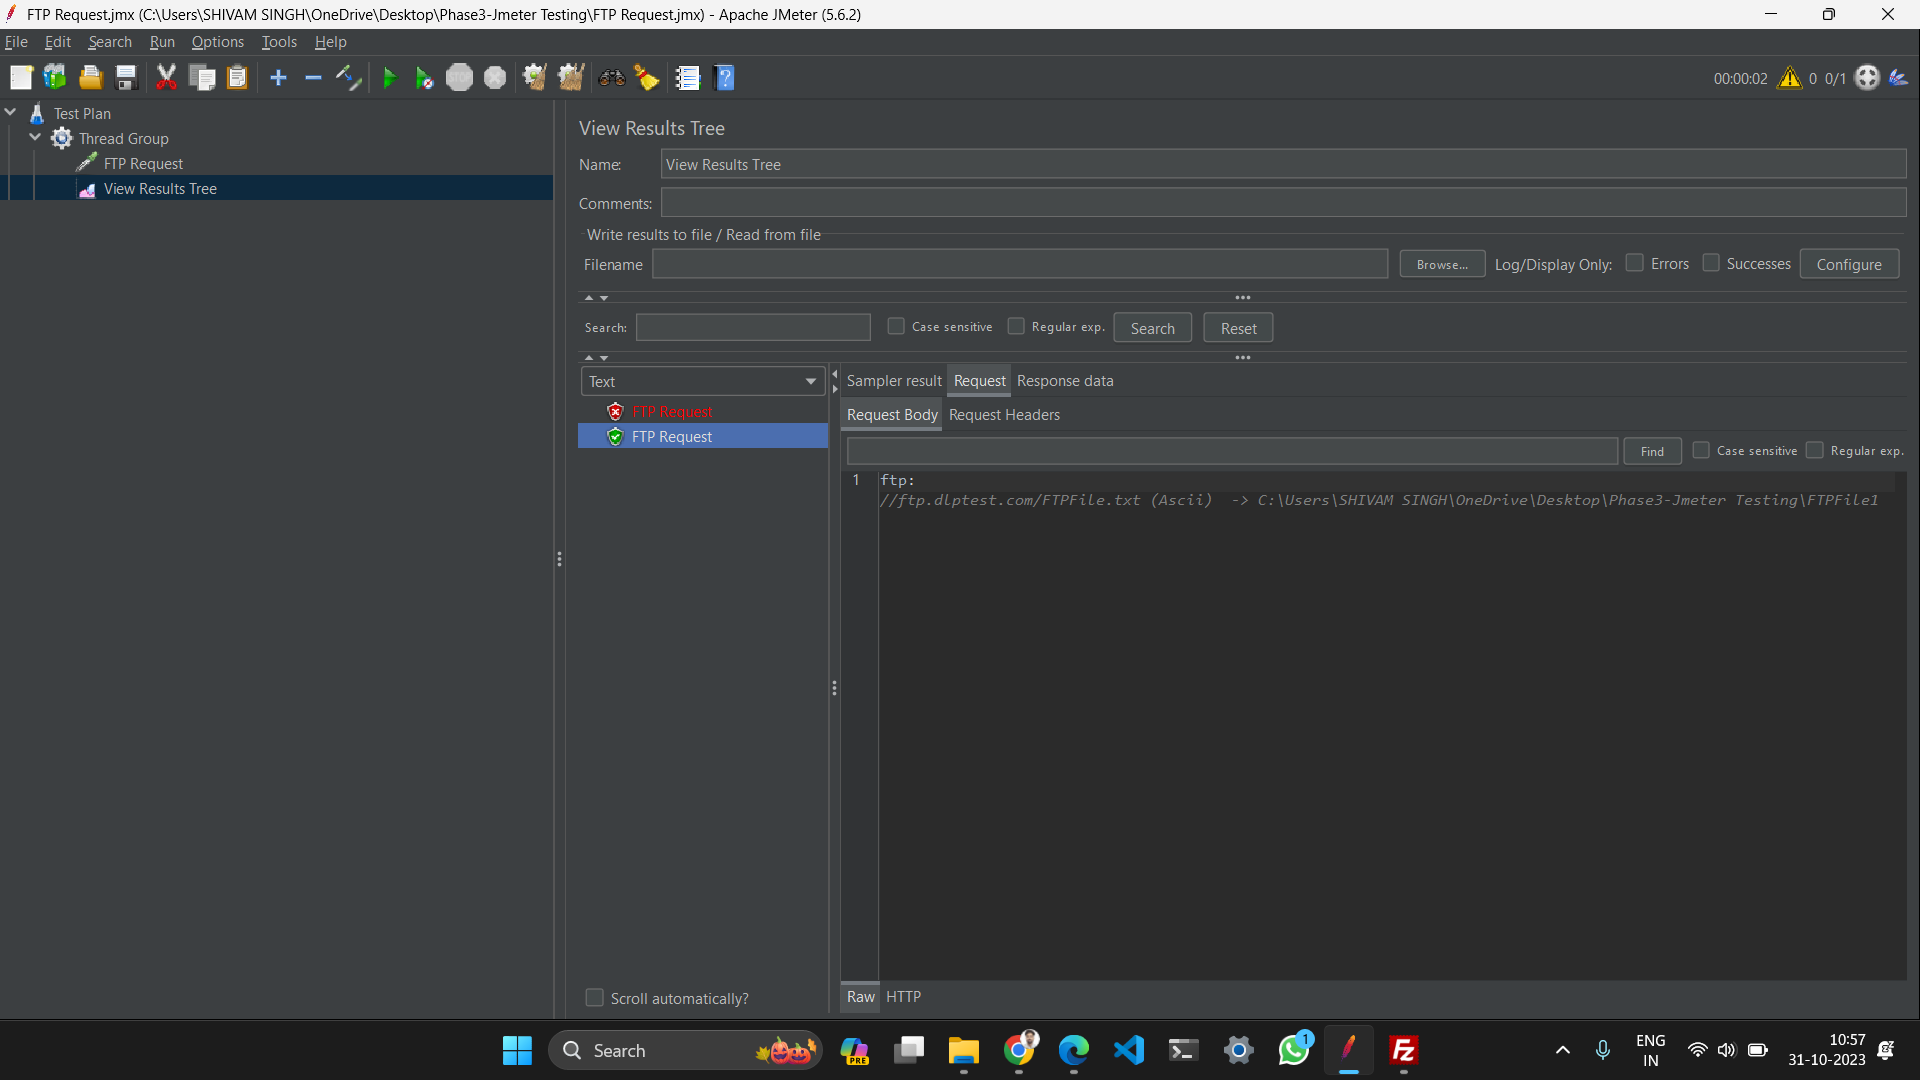 FTP Request.jmx (C:\Users\SHIVAM SINGH\OneDrive\Desktop\Phase3-Jmeter Testing\FTP Request.jmx) - Apache JMeter (5.6.2)
File Edit Search Run Options Tools Help
STOP
00:00:02 0 0/1
Test Plan
Thread Group
FTP Request
View Results Tree
View Results Tree
Name: View Results Tree
Comments:
Write results to file / Read from file
Filename Browse... Log/Display Only: Errors Successes Configure
Search: Case sensitive Regular exp. Search Reset
Text
FTP Request
FTP Request
Scroll automatically?
Sampler result Request Response data
Request Body Request Headers
Find Case sensitive Regular exp.
1 ftp:
//ftp.dlptest.com/FTPFile.txt (Ascii) -> C:\Users\SHIVAM SINGH\OneDrive\Desktop\Phase3-Jmeter Testing\FTPFile1
Raw HTTP
Search
PRE
1
Fz
ENG
IN
10:57
31-10-2023